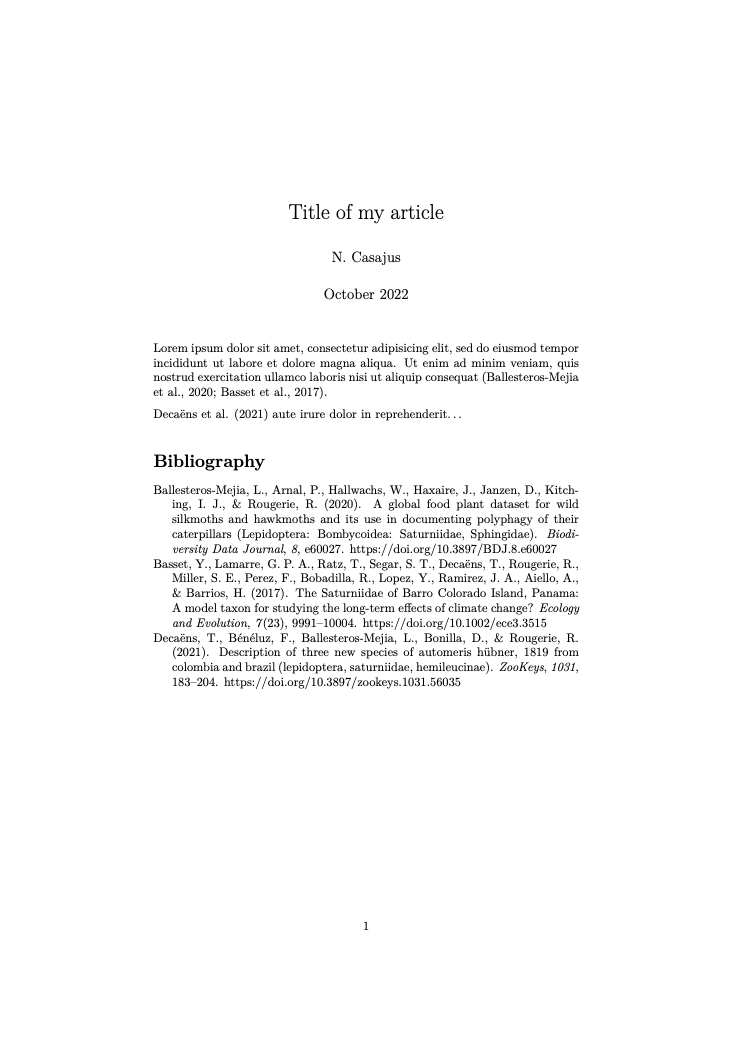 Title of my article
N. Casajus
October 2022
Lorem ipsum dolor sit amet, consectetur adipisicing elit, sed do eiusmod tempor
incididunt ut labore et dolore magna aliqua. Ut enim ad minim veniam, quis
nostrud exercitation ullamco laboris nisi ut aliquip consequat (Ballesteros-Mejia
et al., 2020; Basset et al., 2017).
Decaëns et al. (2021) aute irure dolor in reprehenderit...
Bibliography
Ballesteros-Mejia, L., Arnal, P., Hallwachs, W., Haxaire, J., Janzen, D., Kitch-
ing, I. J., & Rougerie, R. (2020). A global food plant dataset for wild
silkmoths and hawkmoths and its use in documenting polyphagy of their
caterpillars (Lepidoptera: Bombycoidea: Saturniidae, Sphingidae). Biodi-
versity Data Journal, 8, e60027. https://doi.org/10.3897/BDJ.8.e60027
Basset, Y., Lamarre, G. P. A., Ratz, T., Segar, S. T., Decaëns, T., Rougerie, R.,
Miller, S. E., Perez, F., Bobadilla, R., Lopez, Y., Ramirez, J. A., Aiello, A.,
& Barrios, H. (2017). The Saturniidae of Barro Colorado Island, Panama:
A model taxon for studying the long-term effects of climate change? Ecology
and Evolution, 7(23), 9991–10004. https://doi.org/10.1002/ece3.3515
Decaëns, T., Bénéluz, F., Ballesteros-Mejia, L., Bonilla, D., & Rougerie, R.
(2021). Description of three new species of automeris hübner, 1819 from
colombia and brazil (lepidoptera, saturniidae, hemileucinae). ZooKeys, 1031,
183–204. https://doi.org/10.3897/zookeys.1031.56035
1